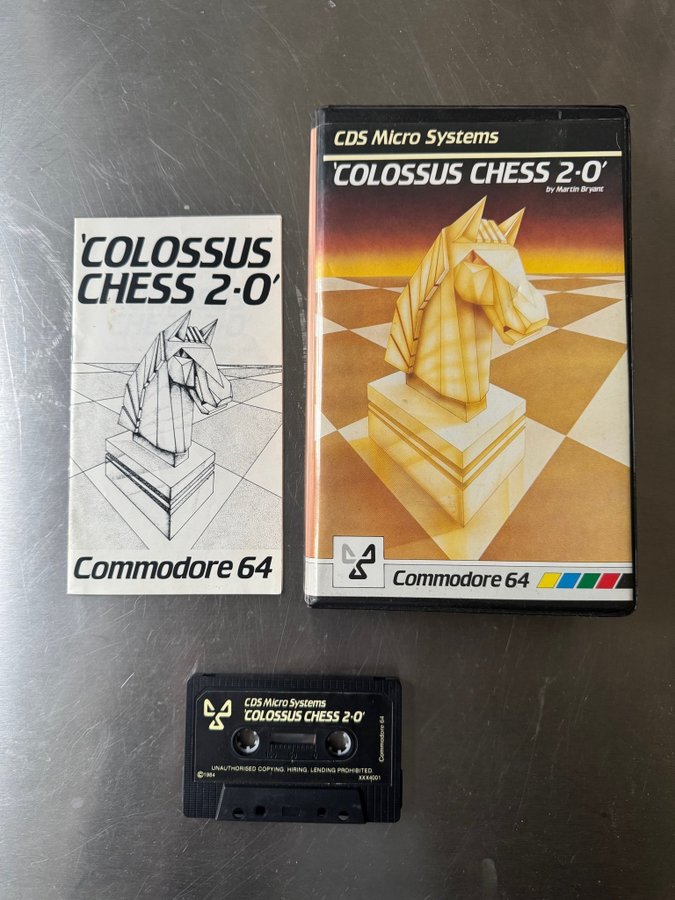 CDS Micro Systems
'COLOSSUS CHESS 2·0'
by Martin Bryant
Commodore 64
'COLOSSUS
CHESS 2·0'
Commodore 64
CDS Micro Systems
'COLOSSUS CHESS 2·0'
Commodore 64
UNAUTHORISED COPYING, HIRING, LENDING PROHIBITED.
©1984
XXX4001